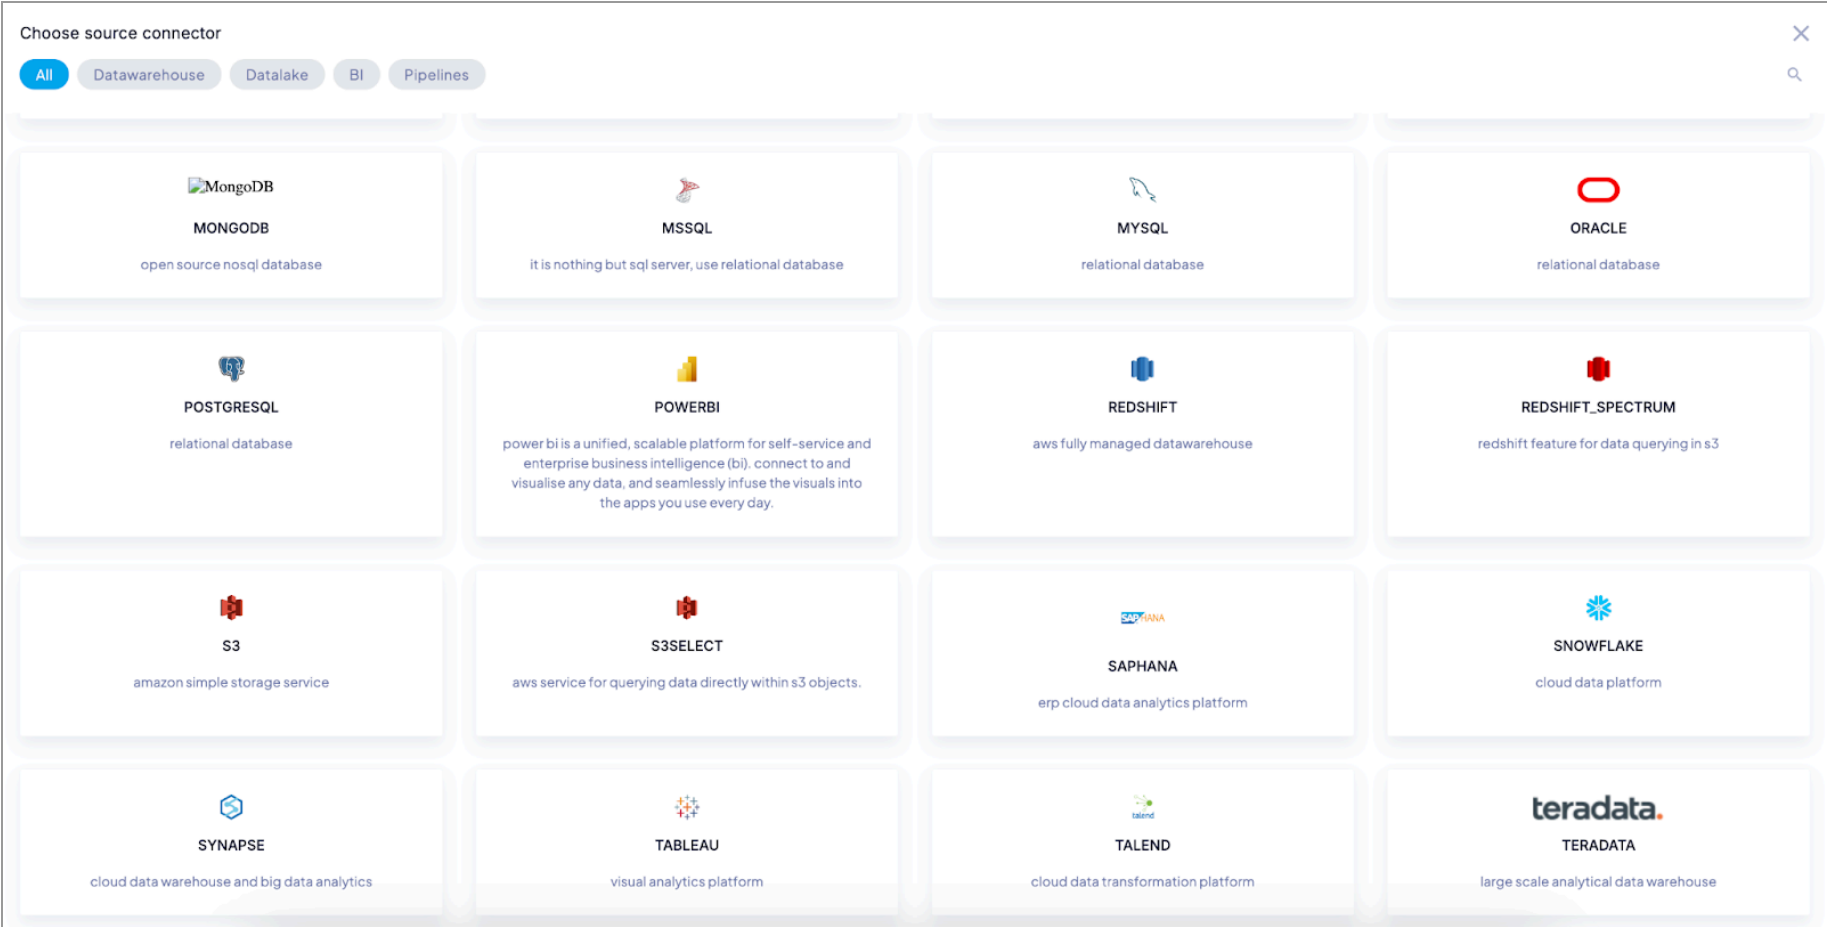 Choose source connector
All
Datawarehouse
Datalake
BI
Pipelines
MongoDB
MONGODB
open source nosql database
MSSQL
it is nothing but sql server, use relational database
MYSQL
relational database
ORACLE
relational database
POSTGRESQL
relational database
POWERBI
power bi is a unified, scalable platform for self-service and
enterprise business intelligence (bi). connect to and
visualise any data, and seamlessly infuse the visuals into
the apps you use every day.
REDSHIFT
aws fully managed datawarehouse
REDSHIFT_SPECTRUM
redshift feature for data querying in s3
S3
amazon simple storage service
S3SELECT
aws service for querying data directly within s3 objects.
SAP HANA
SAPHANA
erp cloud data analytics platform
SNOWFLAKE
cloud data platform
SYNAPSE
cloud data warehouse and big data analytics
TABLEAU
visual analytics platform
talend
TALEND
cloud data transformation platform
teradata.
TERADATA
large scale analytical data warehouse